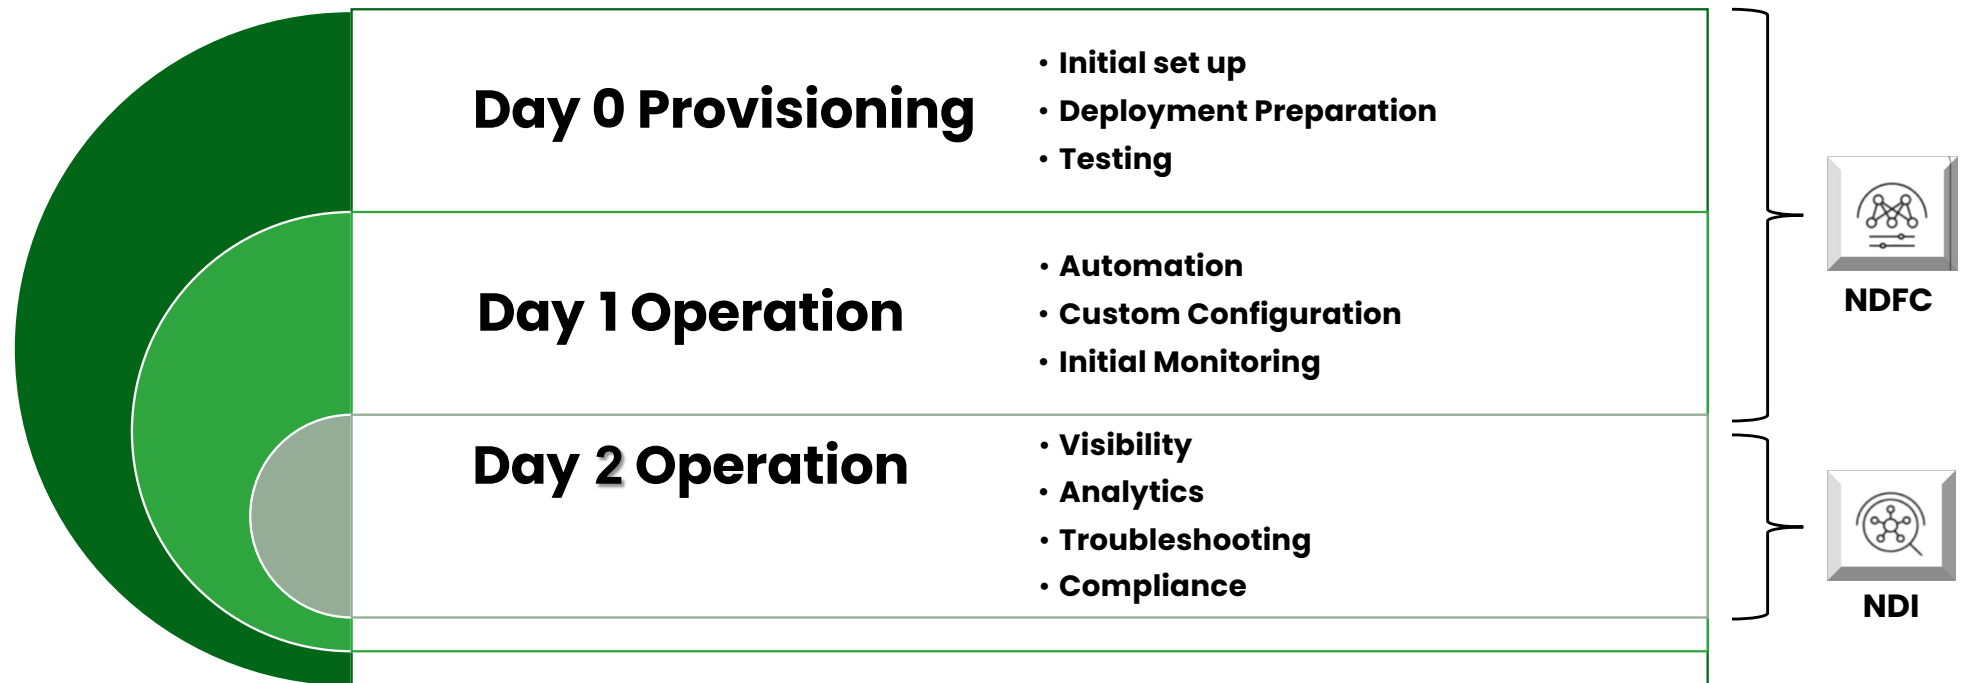 Day 0 Provisioning
• Initial set up
• Deployment Preparation
• Testing
Day 1 Operation
• Automation
• Custom Configuration
• Initial Monitoring
NDFC
Day 2 Operation
• Visibility
• Analytics
• Troubleshooting
• Compliance
NDI